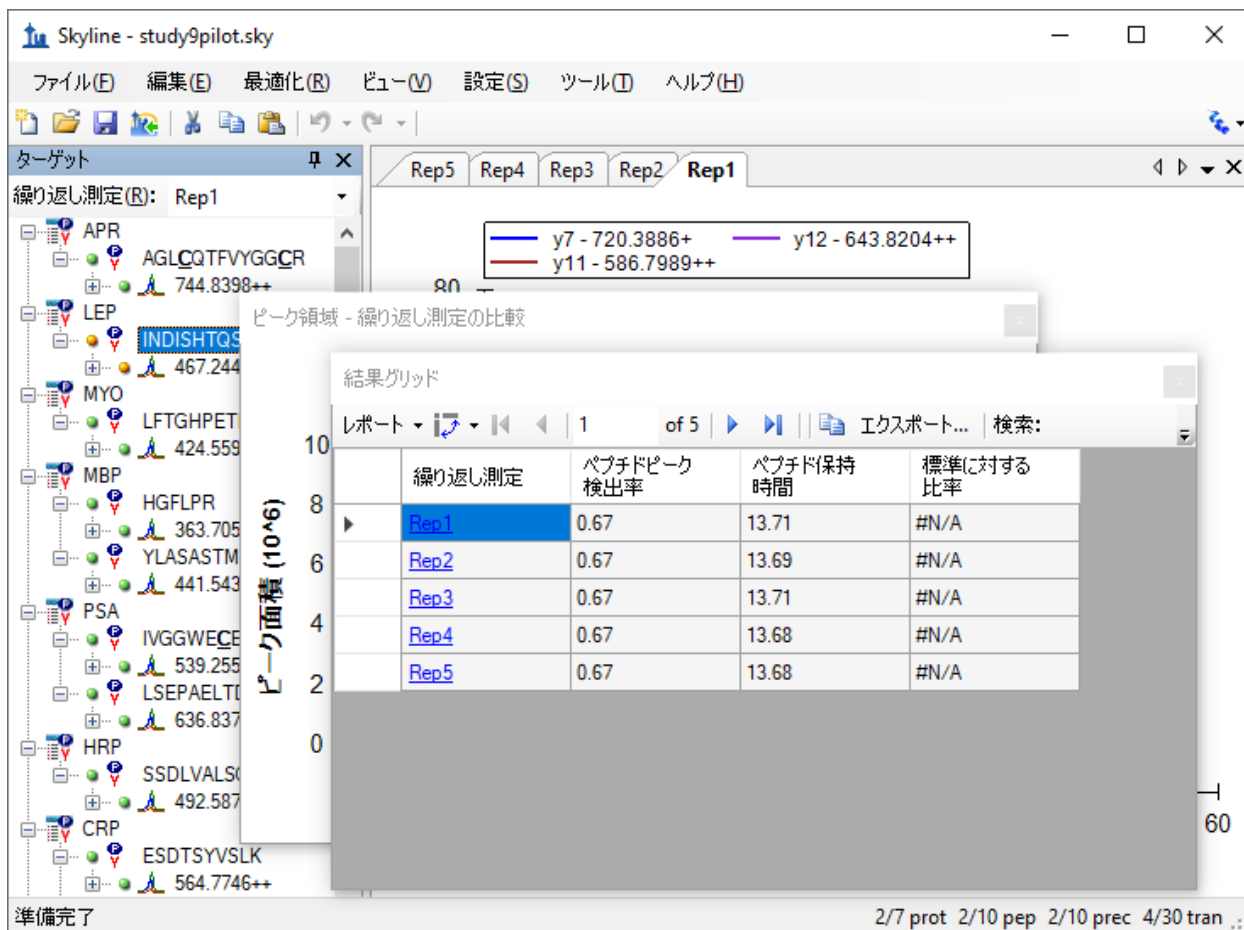 Skyline - study9pilot.sky
ファイル(F) 編集(E) 最適化(R) ビュー(V) 設定(S) ツール(T) ヘルプ(H)
ターゲット
繰り返し測定(R): Rep1
APR
AGLCQTFVYGGCR
744.8398++
LEP
INDISHTQS
467.244
MYO
LFTGHPETI
424.559
MBP
HGFLPR
363.705
YLASASTM
441.543
PSA
IVGGWECE
539.255
LSEPAELTD
636.837
HRP
SSDLVALSG
492.587
CRP
ESDTSYVSLK
564.7746++
Rep5 Rep4 Rep3 Rep2 Rep1
y7 - 720.3886+ y12 - 643.8204++
y11 - 586.7989++
80
60
ピーク領域 - 繰り返し測定の比較
ピーク面積 (10^6)
10
8
6
4
2
0
結果グリッド
レポート 1 of 5 エクスポート... 検索:
繰り返し測定 ペプチドピーク検出率 ペプチド保持時間 標準に対する比率
Rep1 0.67 13.71 #N/A
Rep2 0.67 13.69 #N/A
Rep3 0.67 13.71 #N/A
Rep4 0.67 13.68 #N/A
Rep5 0.67 13.68 #N/A
準備完了 2/7 prot 2/10 pep 2/10 prec 4/30 tran